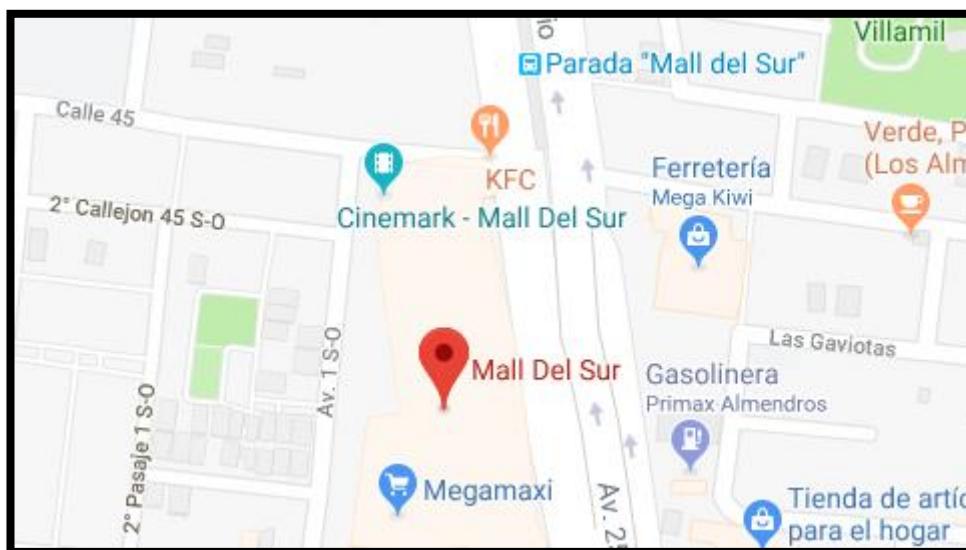 Villamil
Parada "Mall del Sur"
Calle 45
Verde, P
(Los Alm
Ferretería
Mega Kiwi
KFC
2° Callejon 45 S-O
Cinemark - Mall Del Sur
Las Gaviotas
Av. 1 S-O
Mall Del Sur
Gasolinera
Primax Almendros
2° Pasaje 1 S-O
Megamaxi
Av. 25
Tienda de artíc
para el hogar